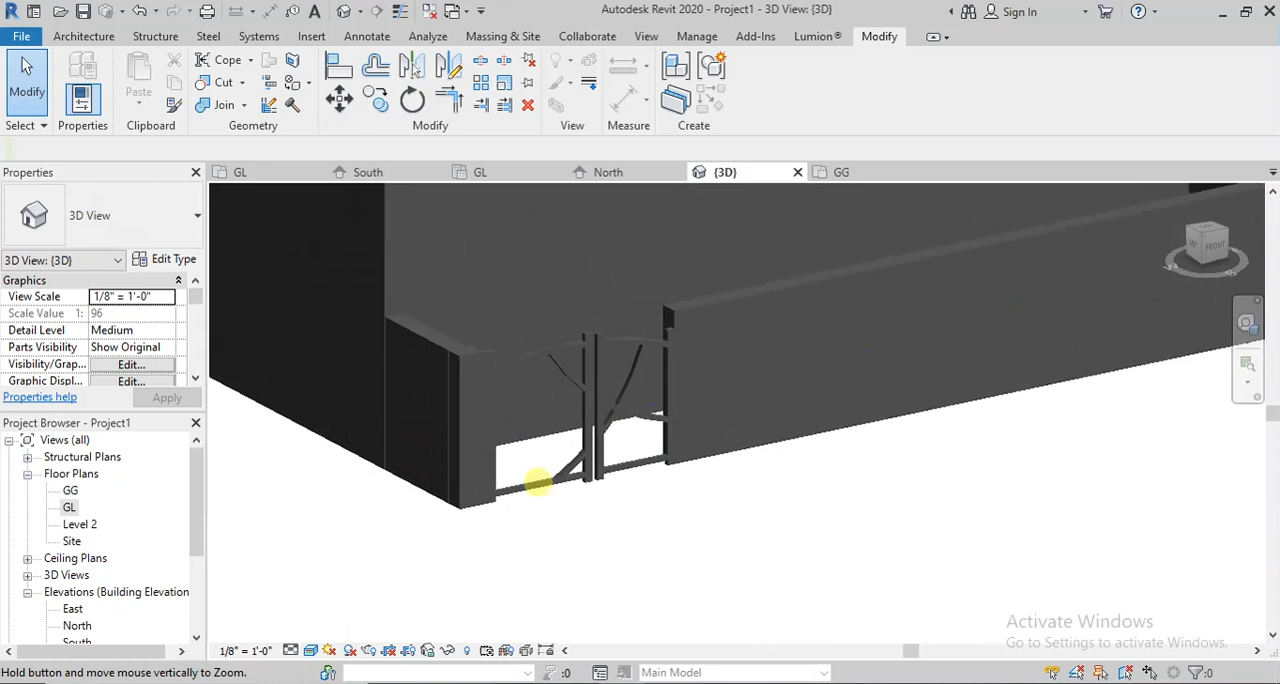 Autodesk Revit 2020 - Project1 - 3D View: {3D}
Sign In
File Architecture Structure Steel Systems Insert Annotate Analyze Massing & Site Collaborate View Manage Add-Ins Lumion® Modify
Modify
Paste
Cope
Cut
Join
Select Properties Clipboard Geometry Modify View Measure Create
Properties
GL South GL North {3D} GG
3D View
3D View: {3D} Edit Type
Graphics
View Scale 1/8" = 1'-0"
Scale Value 1: 96
Detail Level Medium
Parts Visibility Show Original
Visibility/Grap... Edit...
Graphic Displ... Edit...
Properties help Apply
Project Browser - Project1
Views (all)
Structural Plans
Floor Plans
GG
GL
Level 2
Site
Ceiling Plans
3D Views
Elevations (Building Elevation
East
North
South
FRONT
Activate Windows
Go to Settings to activate Windows.
1/8" = 1'-0"
Hold button and move mouse vertically to Zoom.
:0
Main Model
:0